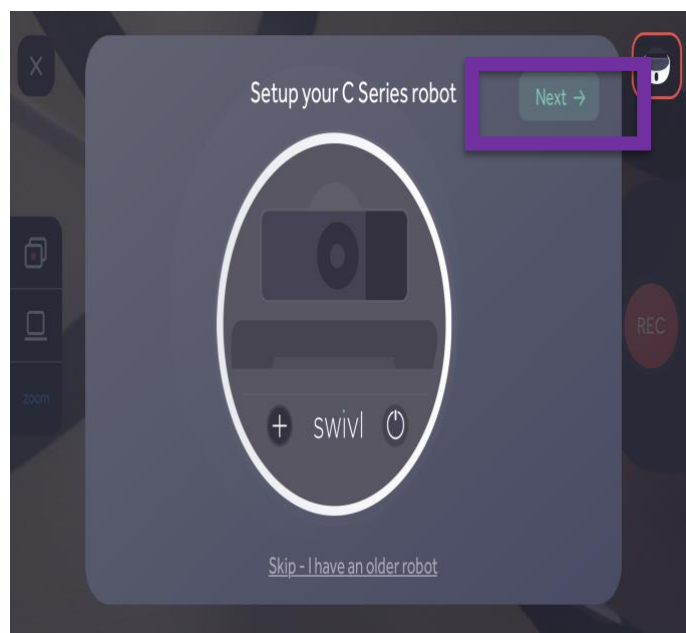 X
Setup your C Series robot
Next →
REC
zoom
+ swivl
Skip - I have an older robot